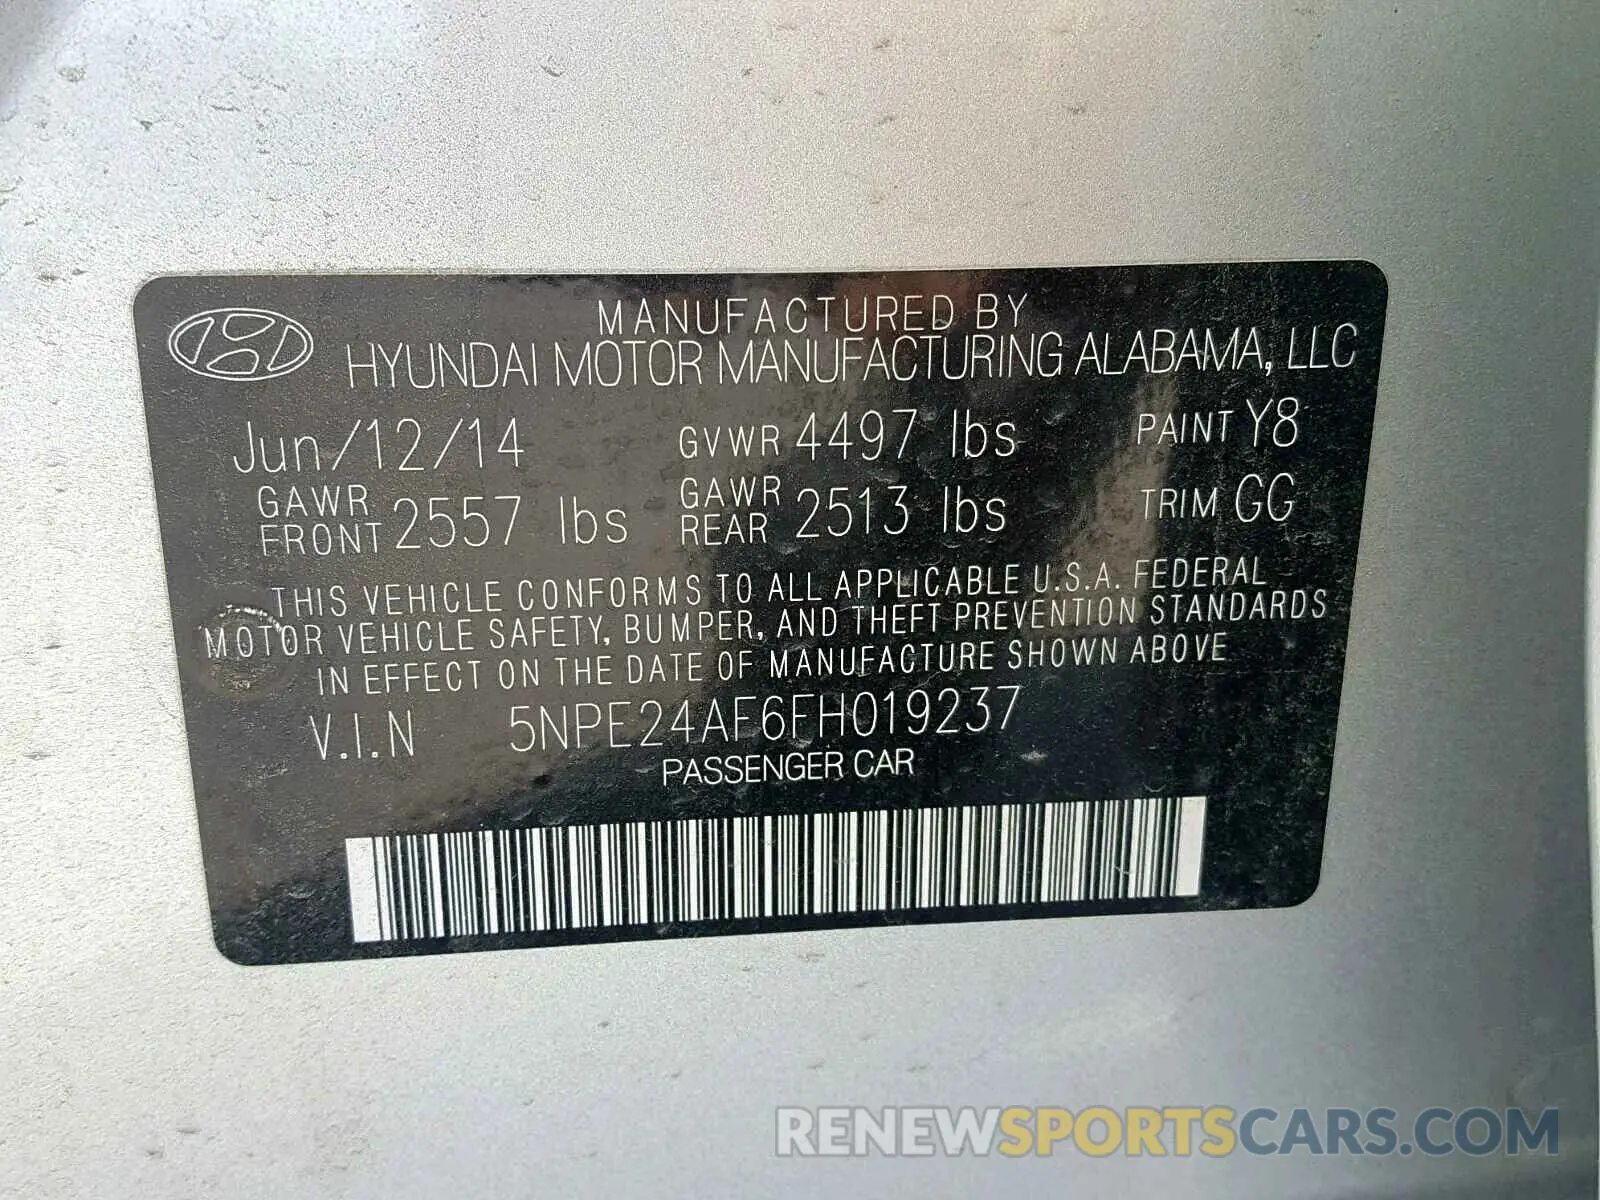 MANUFACTURED BY
HYUNDAI MOTOR MANUFACTURING ALABAMA, LLC
Jun/12/14 GVWR 4497 lbs PAINT Y8
GAWR FRONT 2557 lbs GAWR REAR 2513 lbs TRIM GG
THIS VEHICLE CONFORMS TO ALL APPLICABLE U.S.A. FEDERAL
MOTOR VEHICLE SAFETY, BUMPER, AND THEFT PREVENTION STANDARDS
IN EFFECT ON THE DATE OF MANUFACTURE SHOWN ABOVE
V.I.N 5NPE24AF6FH019237
PASSENGER CAR
RENEWSPORTSCARS.COM